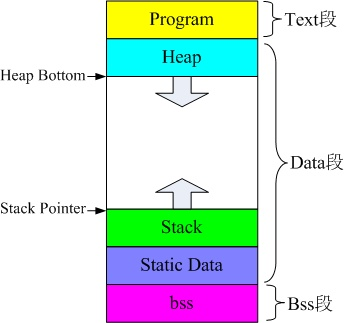 Program
Text段
Heap
Heap Bottom
Data段
Stack Pointer
Stack
Static Data
bss
Bss段